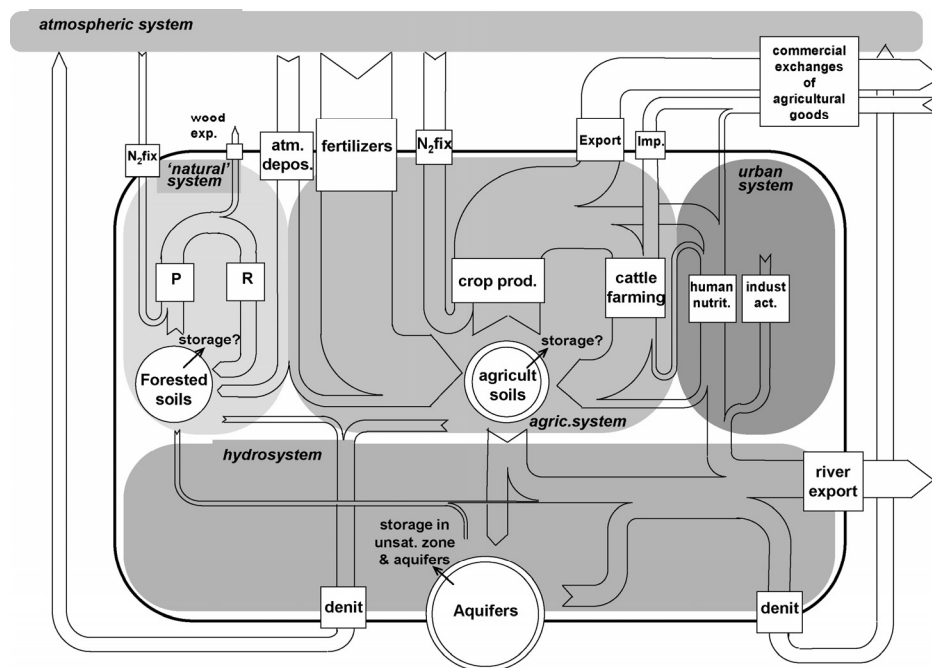 atmospheric system
commercial
exchanges
of
agricultural
goods
wood
exp.
N₂fix
atm.
depos.
fertilizers
N₂fix
Export
Imp.
‘natural’
system
urban
system
P
R
crop prod.
cattle
farming
human
nutrit.
indust
act.
storage?
storage?
Forested
soils
agricult
soils
agric.system
hydrosystem
river
export
storage in
unsat. zone
& aquifers
denit
Aquifers
denit